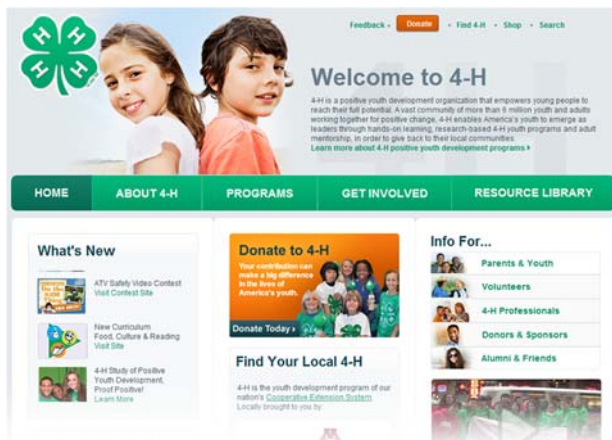 H H
H H
Feedback
Donate
Find 4-H
Shop
Search
Welcome to 4-H
4-H is a positive youth development organization that empowers young people to
reach their full potential. A vast community of more than 6 million youth and adults
working together for positive change, 4-H enables America's youth to emerge as
leaders through hands-on learning, research-based 4-H youth programs and adult
mentorship, in order to give back to their local communities.
Learn more about 4-H positive youth development programs
HOME
ABOUT 4-H
PROGRAMS
GET INVOLVED
RESOURCE LIBRARY
What's New
ATV Safety Video Contest
Visit Contest Site
New Curriculum
Food, Culture & Reading
Visit Site
4-H Study of Positive
Youth Development,
Proof Positive!
Learn More
Donate to 4-H
Your contribution can
make a big difference
in the lives of
America's youth.
Donate Today
Find Your Local 4-H
4-H is the youth development program of our
nation's Cooperative Extension System.
Locally brought to you by:
Info For...
Parents & Youth
Volunteers
4-H Professionals
Donors & Sponsors
Alumni & Friends